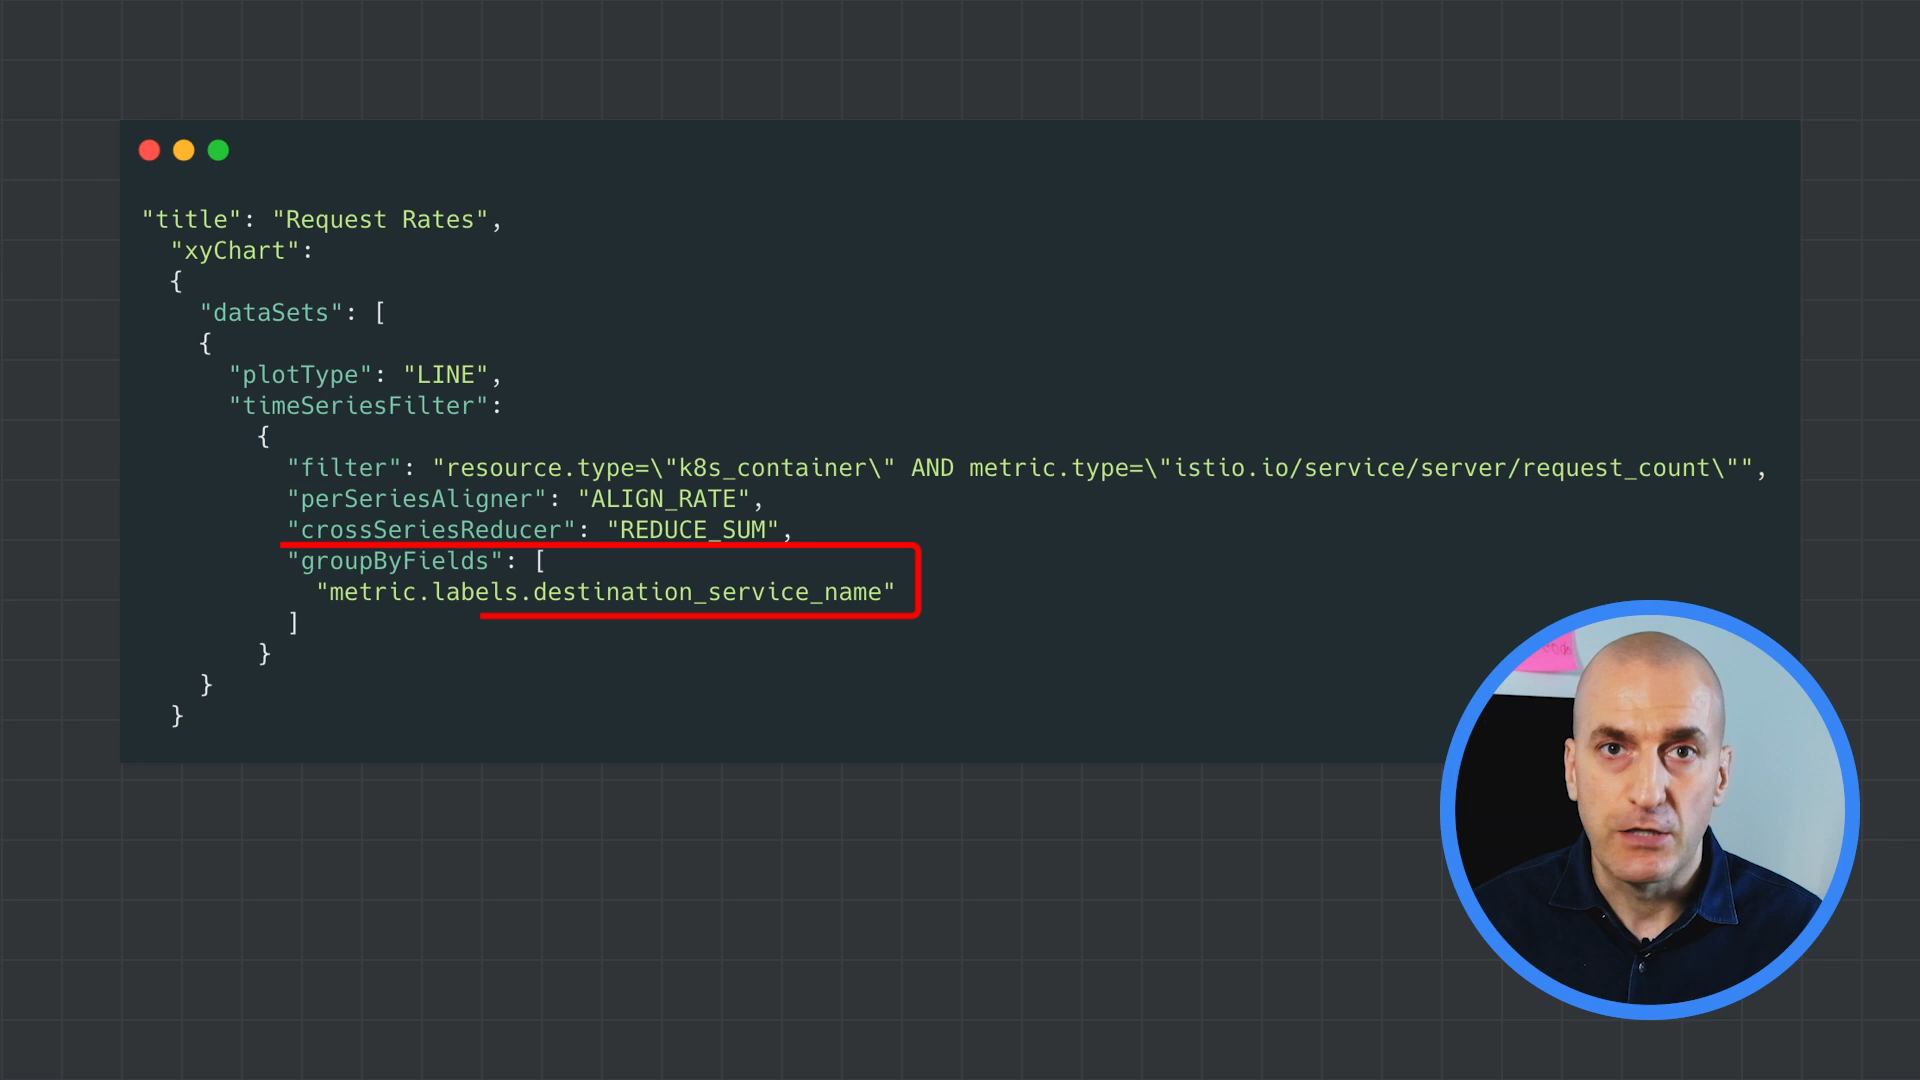 "title": "Request Rates",
"xyChart":
{
"dataSets": [
{
"plotType": "LINE",
"timeSeriesFilter":
{
"filter": "resource.type=\"k8s_container\" AND metric.type=\"istio.io/service/server/request_count\"",
"perSeriesAligner": "ALIGN_RATE",
"crossSeriesReducer": "REDUCE_SUM",
"groupByFields": [
"metric.labels.destination_service_name"
]
}
}
}